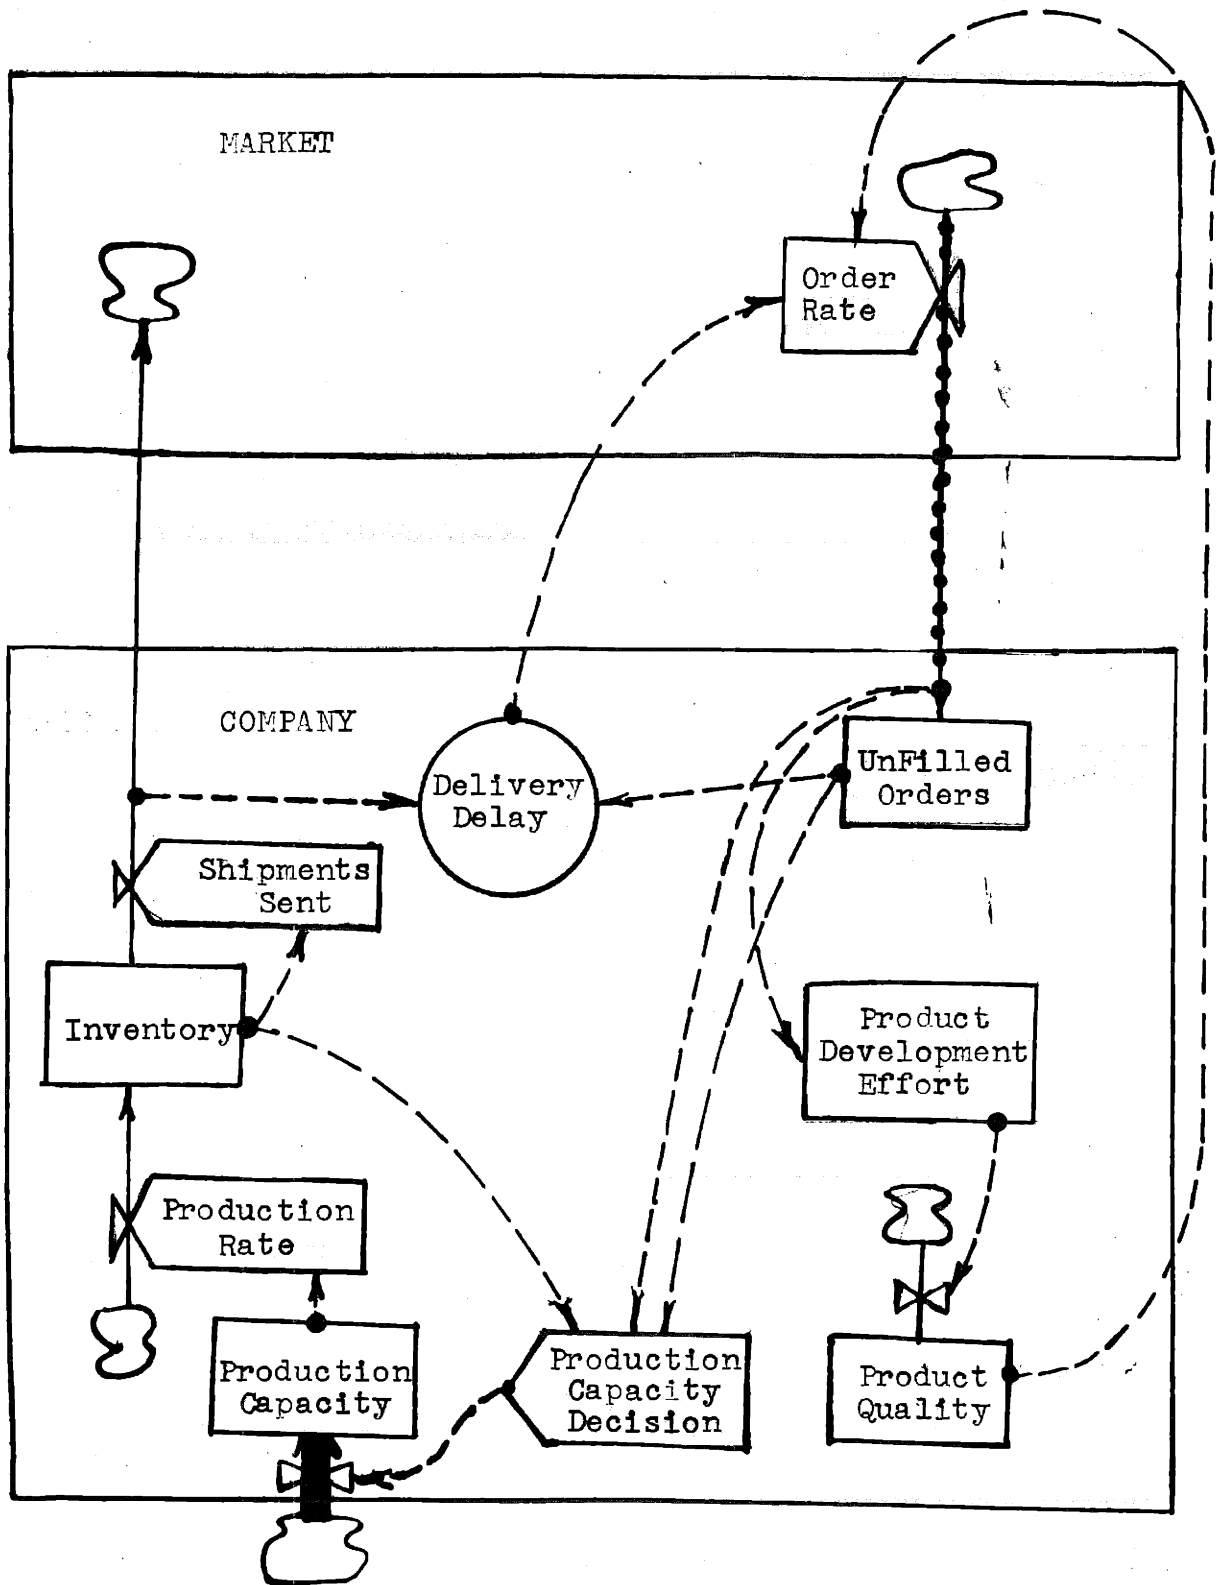 MARKET
Order
Rate
COMPANY
Delivery
Delay
UnFilled
Orders
Shipments
Sent
Inventory
Product
Development
Effort
Production
Rate
Production
Capacity
Production
Capacity
Decision
Product
Quality